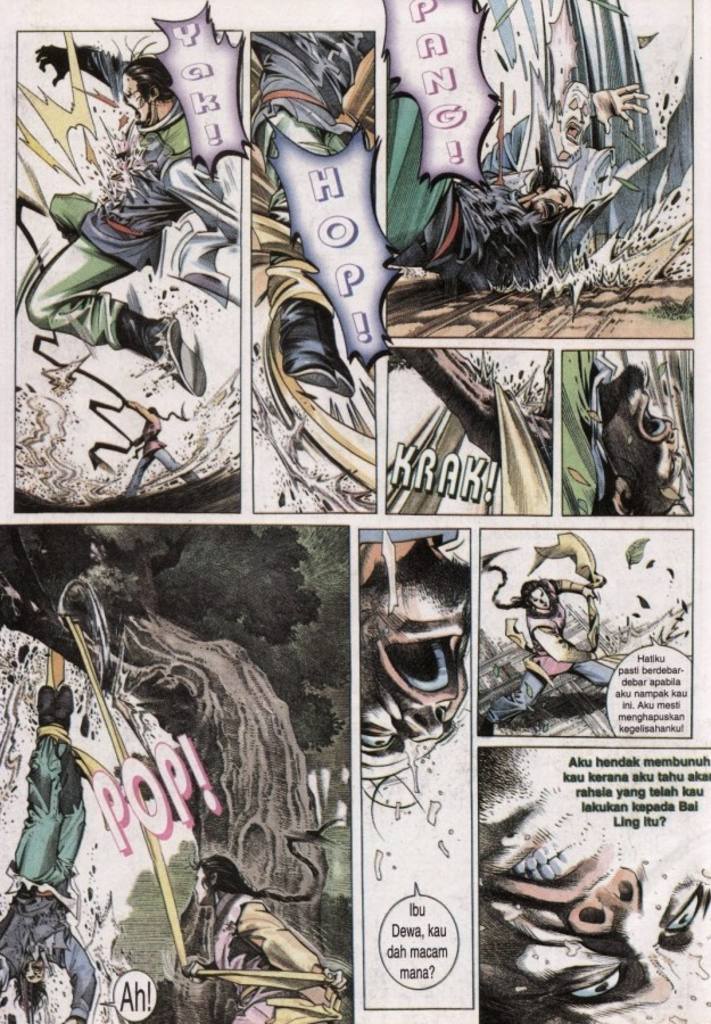 YAK!
HOP!
PANG!
KRAK!
POP!
Ah!
Ibu
Dewa, kau
dah macam
mana?
Hatiku
pasti berdebar-
debar apabila
aku nampak kau
ini. Aku mesti
menghapuskan
kegelisahanku!
Aku hendak membunuh
kau kerana aku tahu akan
rahsia yang telah kau
lakukan kepada Bai
Ling itu?